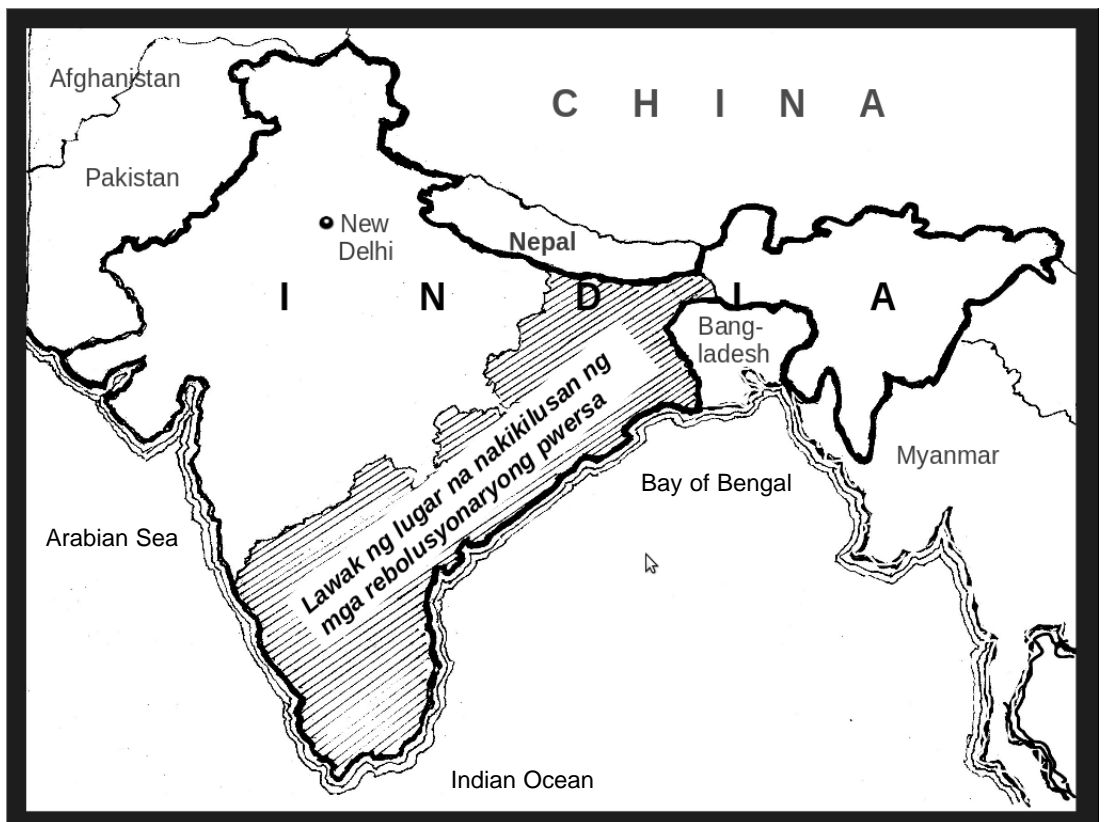 Afghanistan
C H I N A
Pakistan
New
Delhi
Nepal
I N D I A
Bang-
ladesh
Lawak ng lugar na nakikilusan ng
mga rebolusyonaryong pwersa
Myanmar
Bay of Bengal
Arabian Sea
Indian Ocean